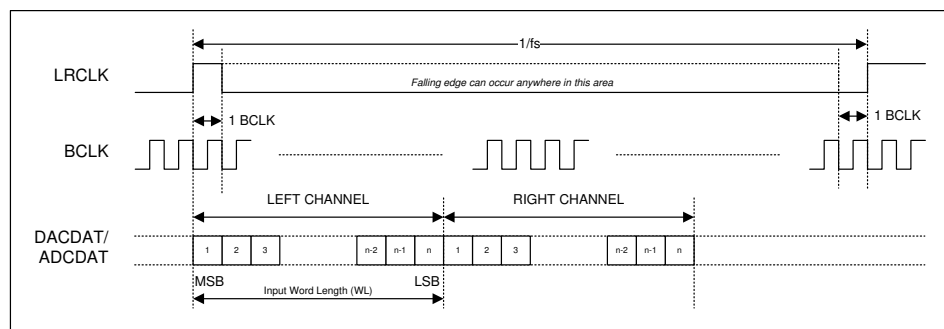 1/fs
LRCLK
Falling edge can occur anywhere in this area
1 BCLK
1 BCLK
BCLK
LEFT CHANNEL
RIGHT CHANNEL
DACDAT/
ADCDAT
1 2 3 n-2 n-1 n 1 2 3 n-2 n-1 n
MSB
LSB
Input Word Length (WL)